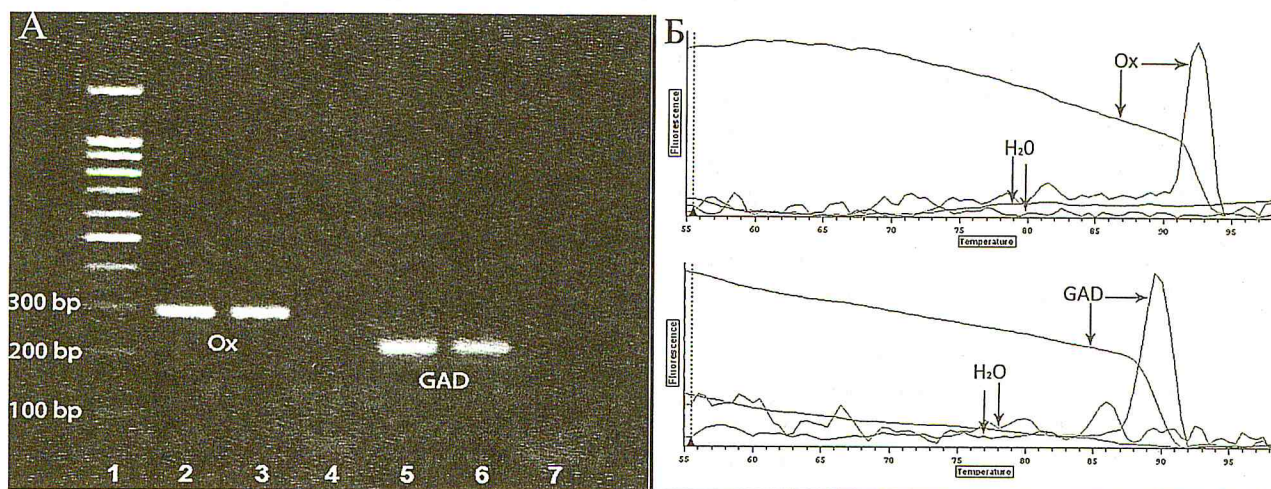 А
300 bp
Ox
200 bp
GAD
100 bp
1 2 3 4 5 6 7
Б
Fluorescence
Ox
H₂0
55 60 65 70 75 80 85 90 95
Temperature
Fluorescence
GAD
H₂O
55 60 65 70 75 80 85 90 95
Temperature